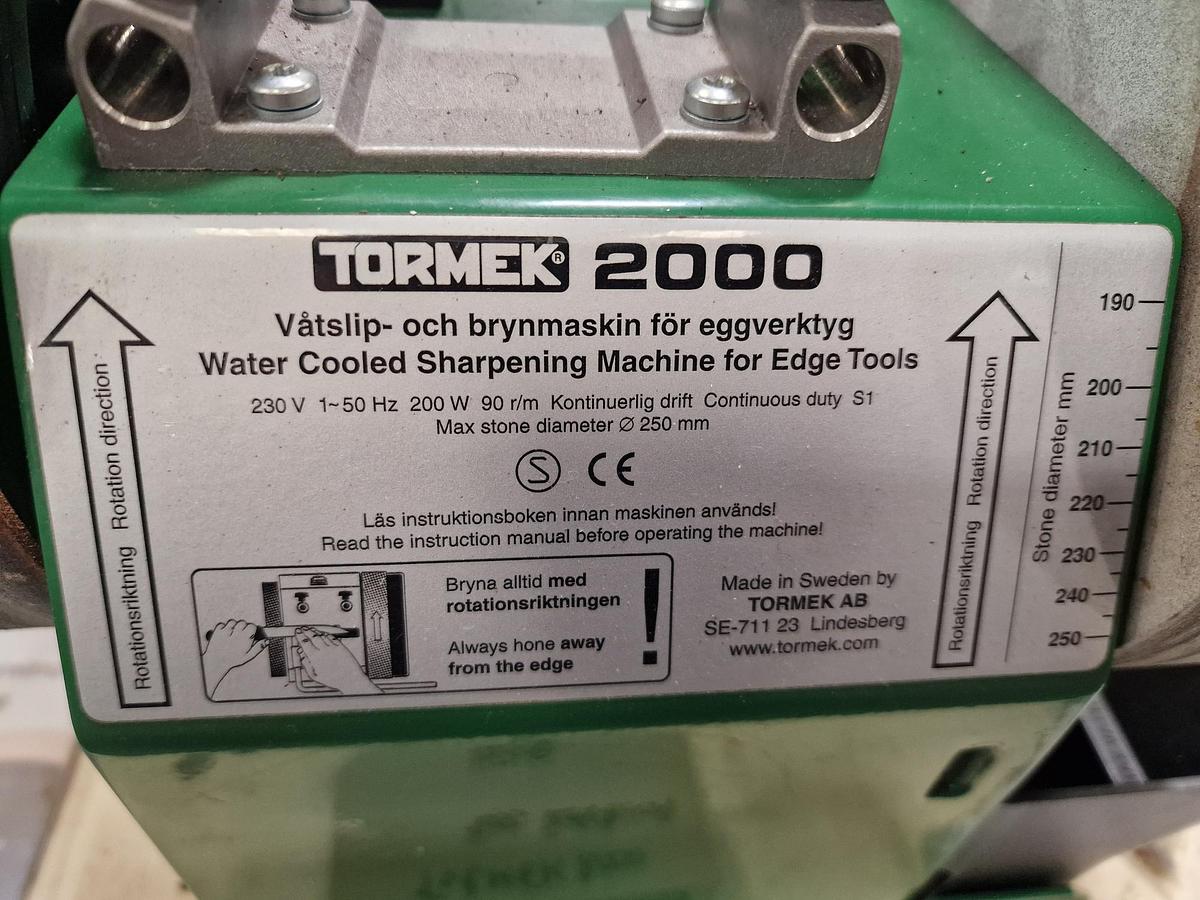 TORMEK® 2000
Våtslip- och brynmaskin för eggverktyg
Water Cooled Sharpening Machine for Edge Tools
230 V 1~50 Hz 200 W 90 r/m Kontinuerlig drift Continuous duty S1
Max stone diameter Ø 250 mm
S CE
Läs instruktionsboken innan maskinen används!
Read the instruction manual before operating the machine!
Bryna alltid med
rotationsriktningen
Always hone away
from the edge
!
Made in Sweden by
TORMEK AB
SE-711 23 Lindesberg
www.tormek.com
Rotationsriktning Rotation direction
Rotationsriktning Rotation direction
Stone diameter mm
190
200
210
220
230
240
250